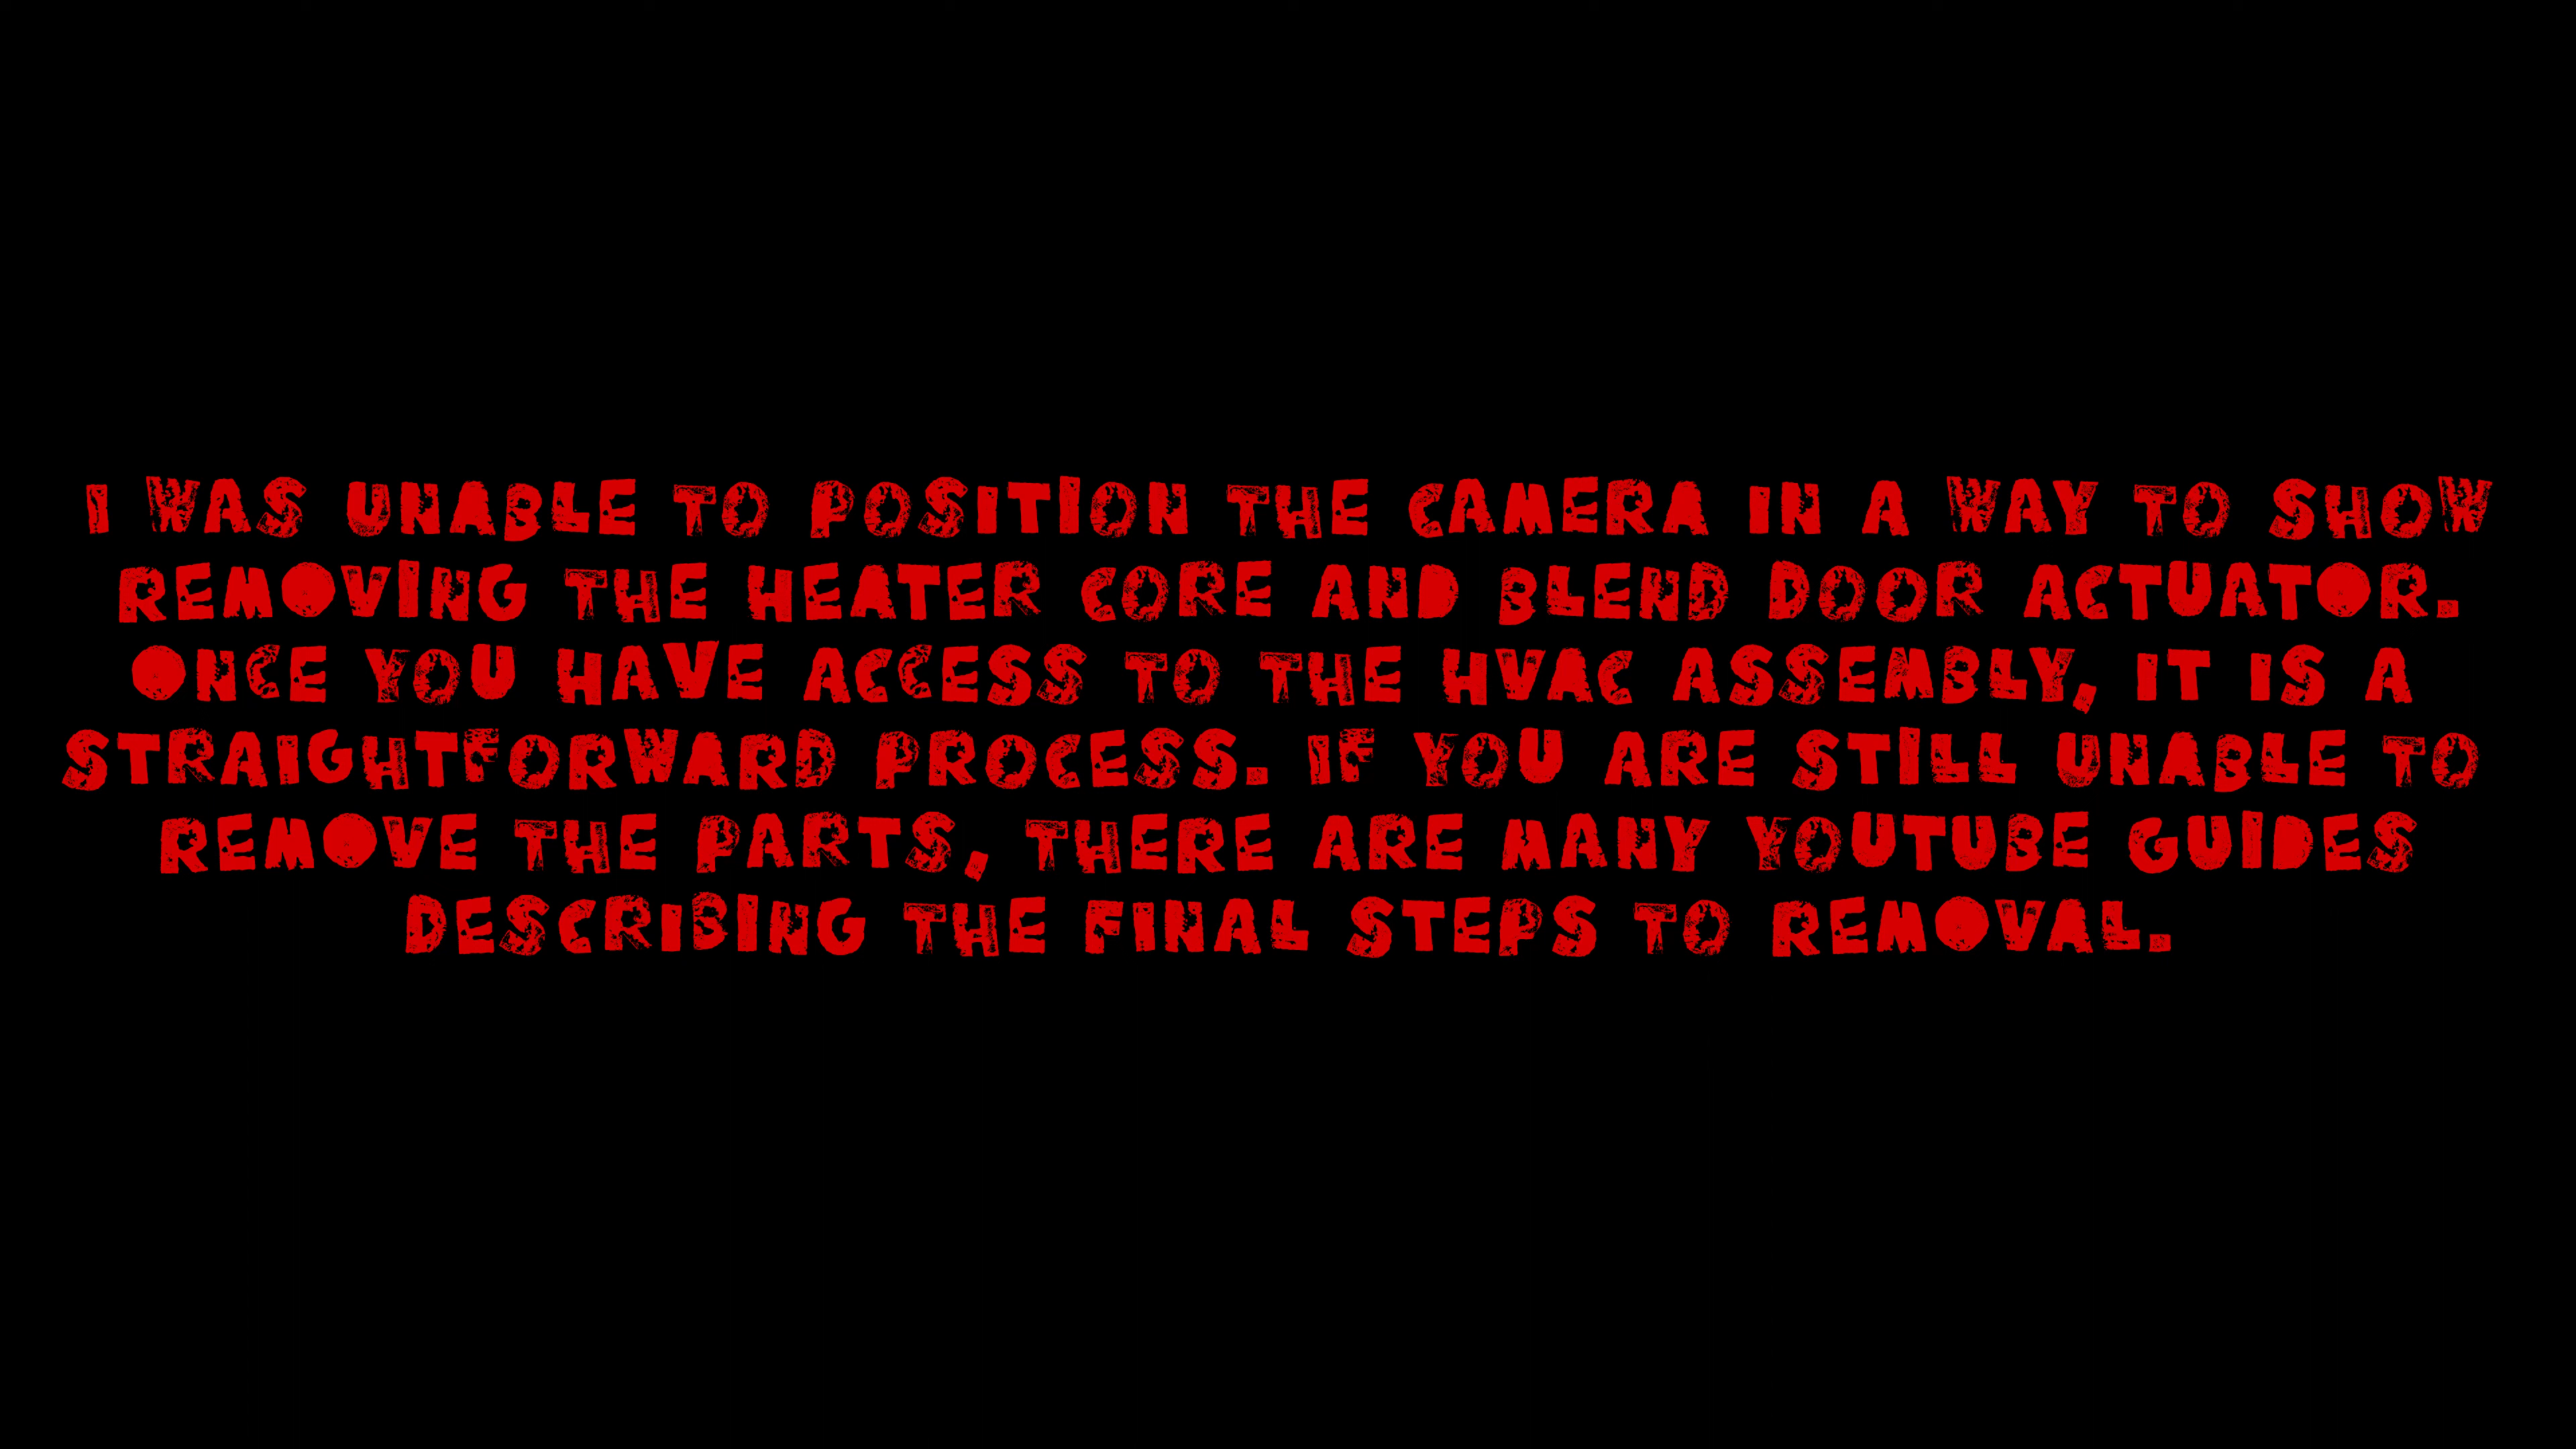 I WAS UNABLE TO POSITION THE CAMERA IN A WAY TO SHOW
REMOVING THE HEATER CORE AND BLEND DOOR ACTUATOR.
ONCE YOU HAVE ACCESS TO THE HVAC ASSEMBLY, IT IS A
STRAIGHTFORWARD PROCESS. IF YOU ARE STILL UNABLE TO
REMOVE THE PARTS, THERE ARE MANY YOUTUBE GUIDES
DESCRIBING THE FINAL STEPS TO REMOVAL.